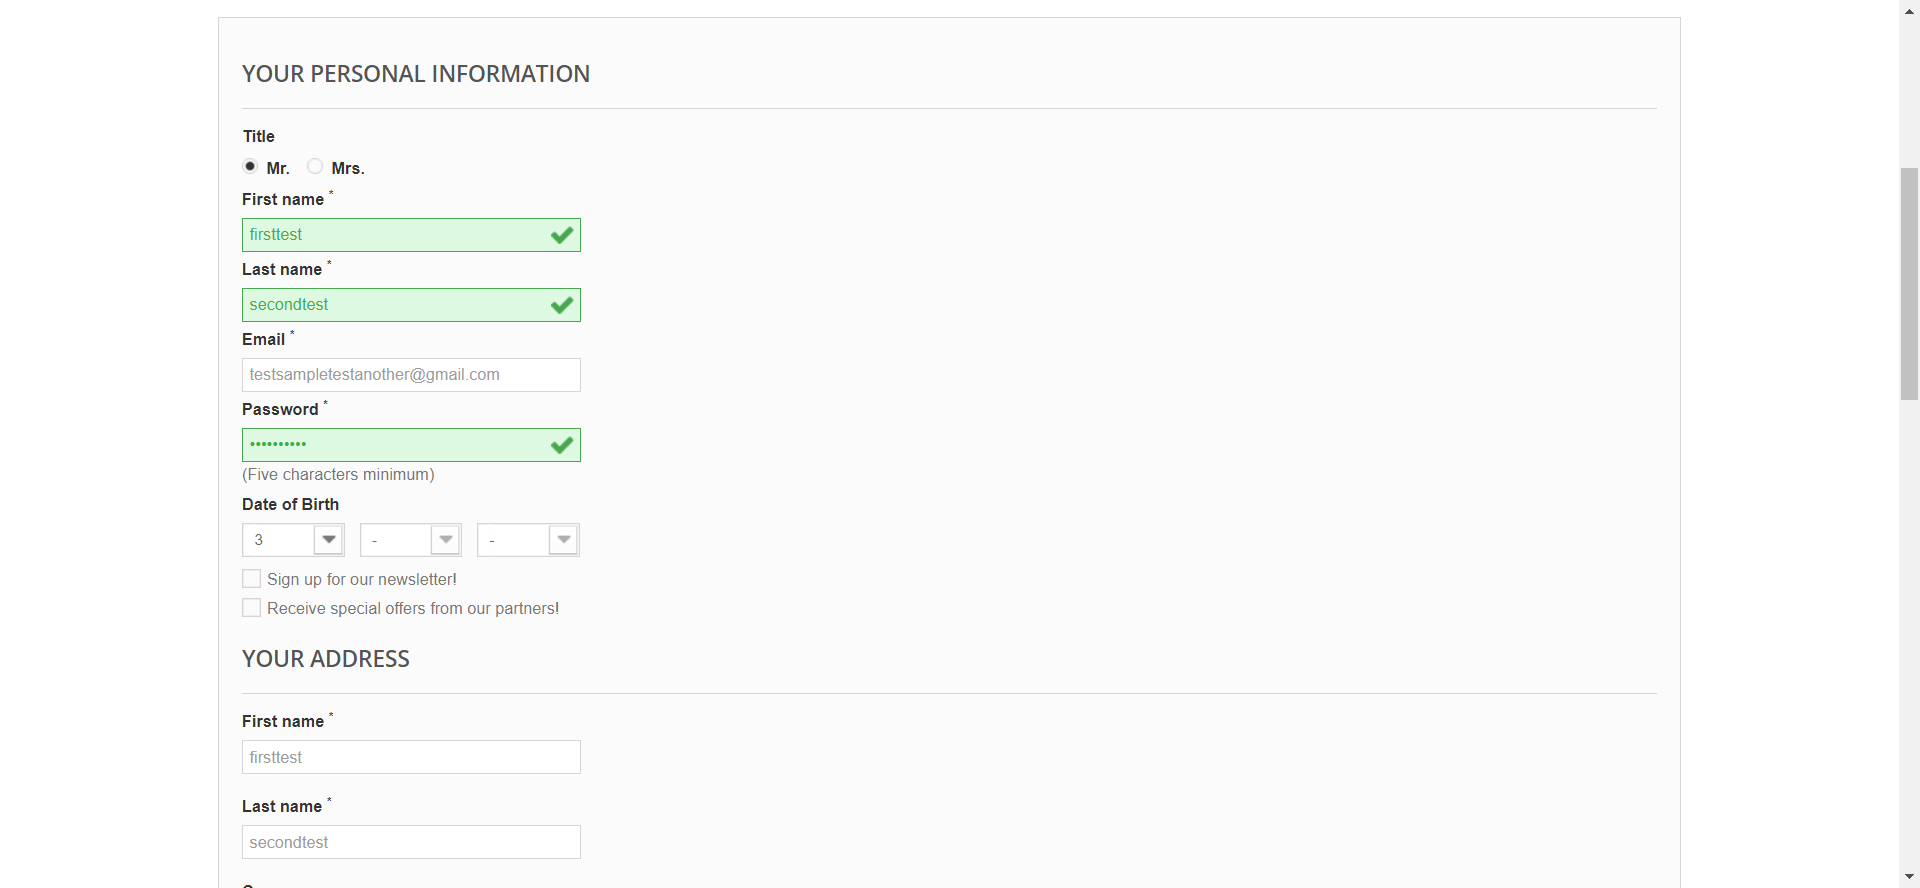 YOUR PERSONAL INFORMATION
Title
Mr. Mrs.
First name *
firsttest
Last name *
secondtest
Email *
testsampletestanother@gmail.com
Password *
••••••••••
(Five characters minimum)
Date of Birth
3 - -
Sign up for our newsletter!
Receive special offers from our partners!
YOUR ADDRESS
First name *
firsttest
Last name *
secondtest